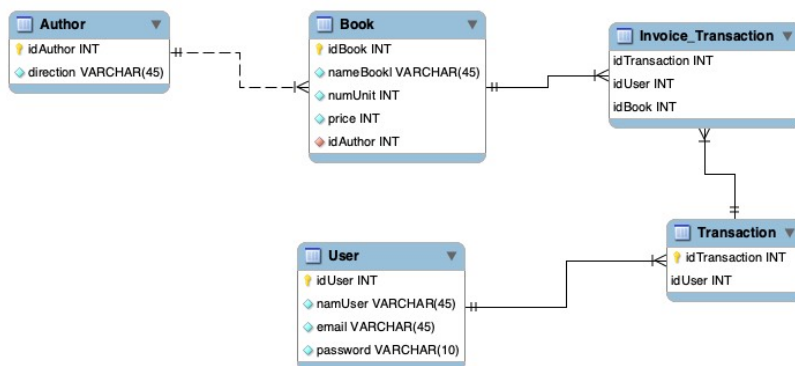 Author
idAuthor INT
direction VARCHAR(45)
Book
idBook INT
nameBookl VARCHAR(45)
numUnit INT
price INT
idAuthor INT
Invoice_Transaction
idTransaction INT
idUser INT
idBook INT
Transaction
idTransaction INT
idUser INT
User
idUser INT
namUser VARCHAR(45)
email VARCHAR(45)
password VARCHAR(10)